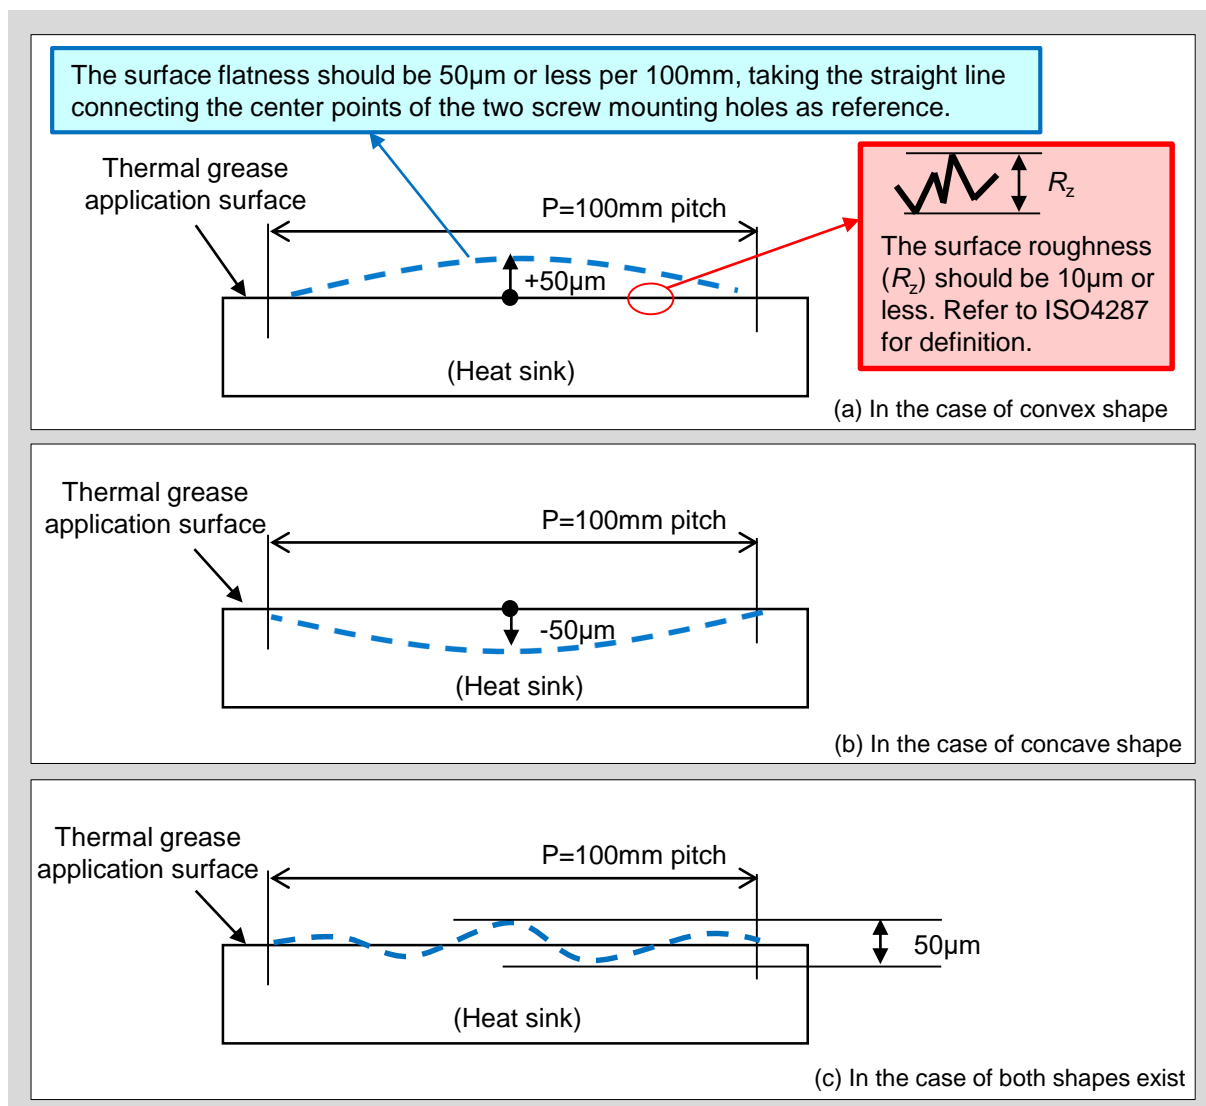 The surface flatness should be 50μm or less per 100mm, taking the straight line
connecting the center points of the two screw mounting holes as reference.
Thermal grease
application surface
P=100mm pitch
+50μm
(Heat sink)
Rz
The surface roughness
(Rz) should be 10μm or
less. Refer to ISO4287
for definition.
(a) In the case of convex shape
Thermal grease
application surface
P=100mm pitch
-50μm
(Heat sink)
(b) In the case of concave shape
Thermal grease
application surface
P=100mm pitch
50μm
(Heat sink)
(c) In the case of both shapes exist